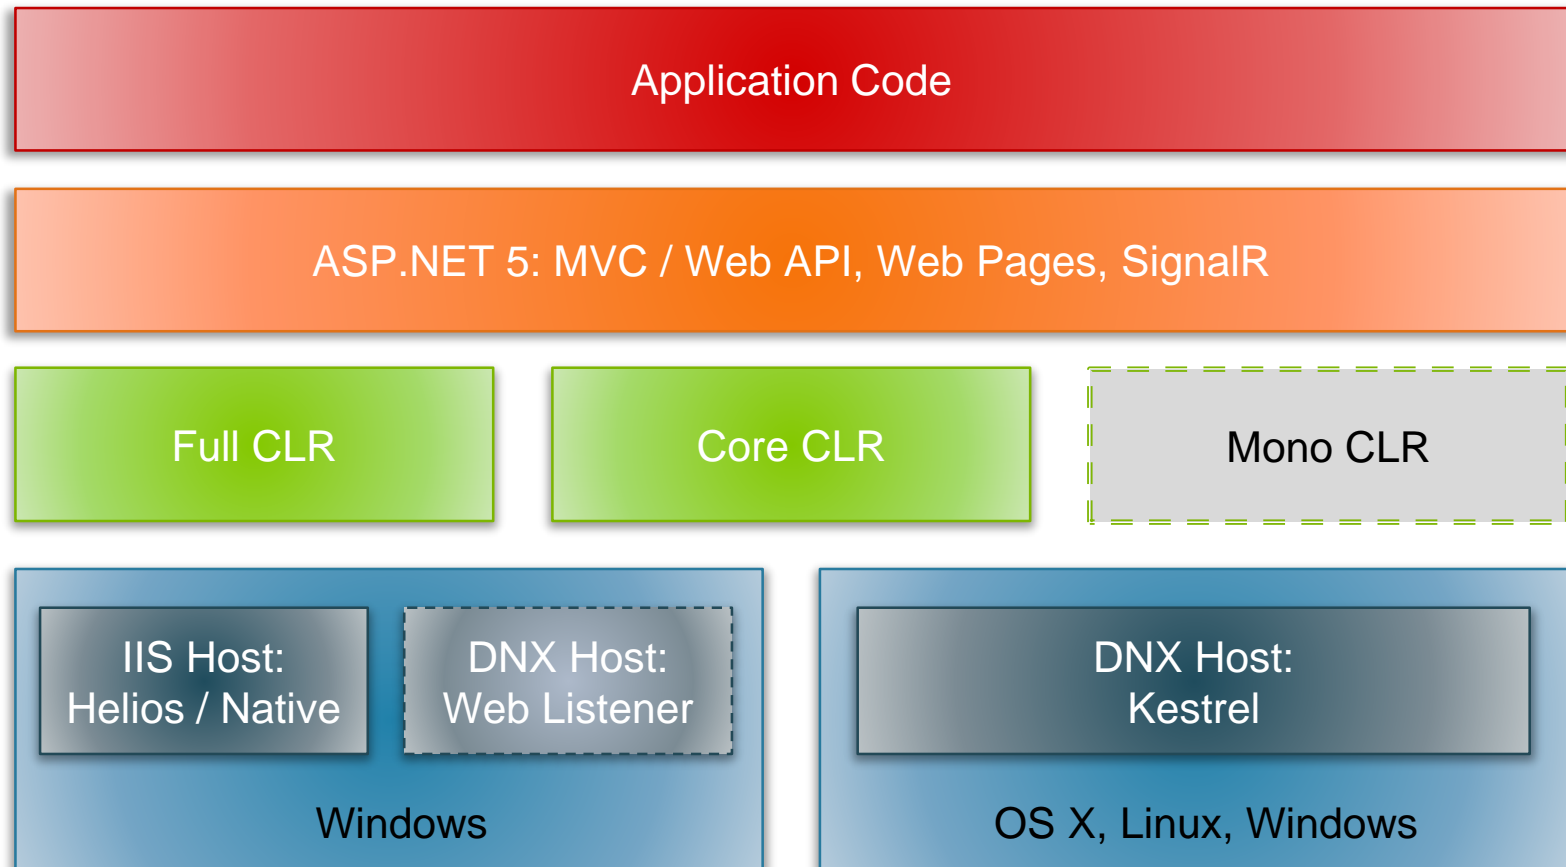 Application Code
ASP.NET 5: MVC / Web API, Web Pages, SignalR
Full CLR
Core CLR
Mono CLR
IIS Host:
Helios / Native
DNX Host:
Web Listener
DNX Host:
Kestrel
Windows
OS X, Linux, Windows